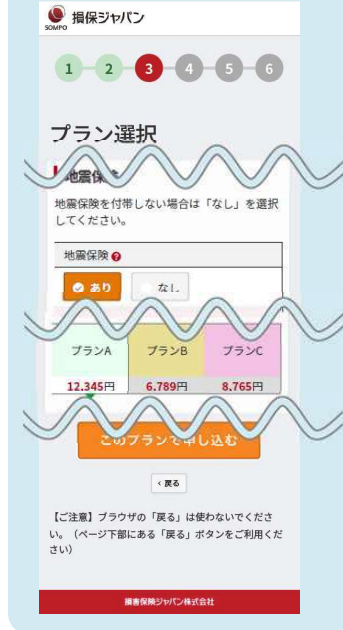 SOMPO 損保ジャパン
1 2 3 4 5 6
プラン選択
地震保
地震保険を付帯しない場合は「なし」を選択
してください。
地震保険 ?
あり なし
プランA プランB プランC
12.345円 6.789円 8.765円
このプランで申し込む
‹ 戻る
【ご注意】ブラウザの「戻る」は使わないでくださ
い。（ページ下部にある「戻る」ボタンをご利用くだ
さい）
損害保険ジャパン株式会社